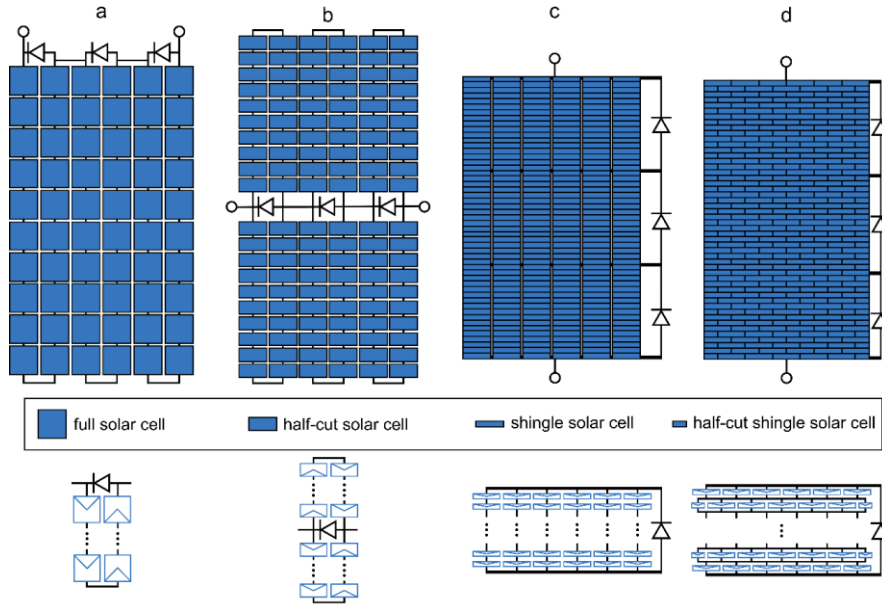 a
b
c
d
full solar cell
half-cut solar cell
shingle solar cell
half-cut shingle solar cell